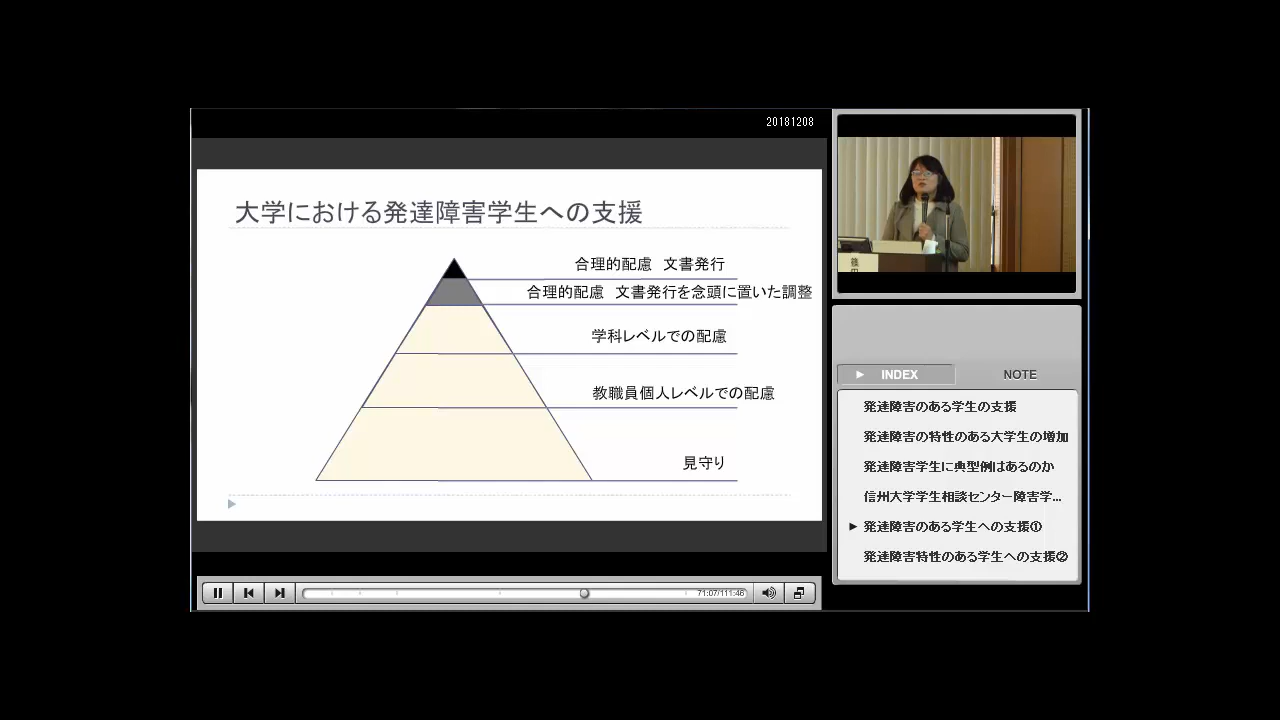 20181208
大学における発達障害学生への支援
合理的配慮　文書発行
合理的配慮　文書発行を念頭に置いた調整
学科レベルでの配慮
教職員個人レベルでの配慮
見守り
篠
INDEX
NOTE
発達障害のある学生の支援
発達障害の特性のある大学生の増加
発達障害学生に典型例はあるのか
信州大学学生相談センター障害学...
発達障害のある学生への支援①
発達障害特性のある学生への支援②
71:07/111:46